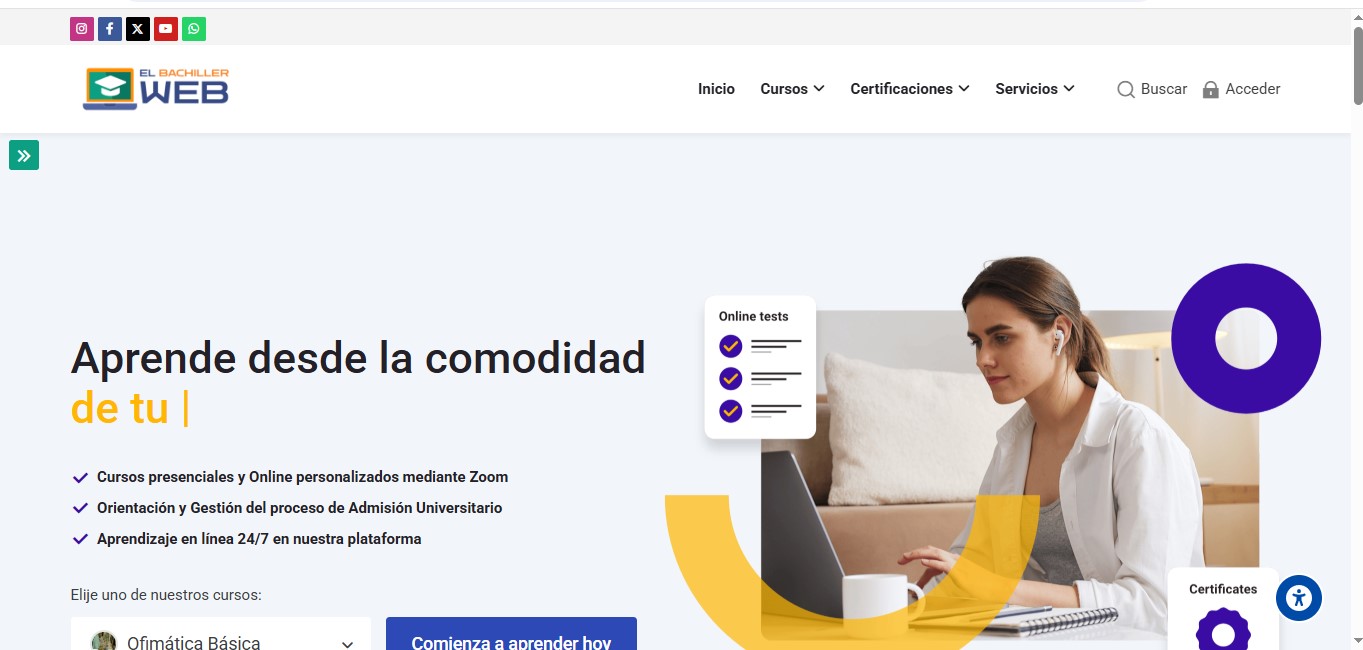 EL BACHILLER
WEB
Inicio
Cursos
Certificaciones
Servicios
Buscar
Acceder
Aprende desde la comodidad
de tu |
Cursos presenciales y Online personalizados mediante Zoom
Orientación y Gestión del proceso de Admisión Universitario
Aprendizaje en línea 24/7 en nuestra plataforma
Elije uno de nuestros cursos:
Ofimática Básica
Comienza a aprender hoy
Online tests
Certificates